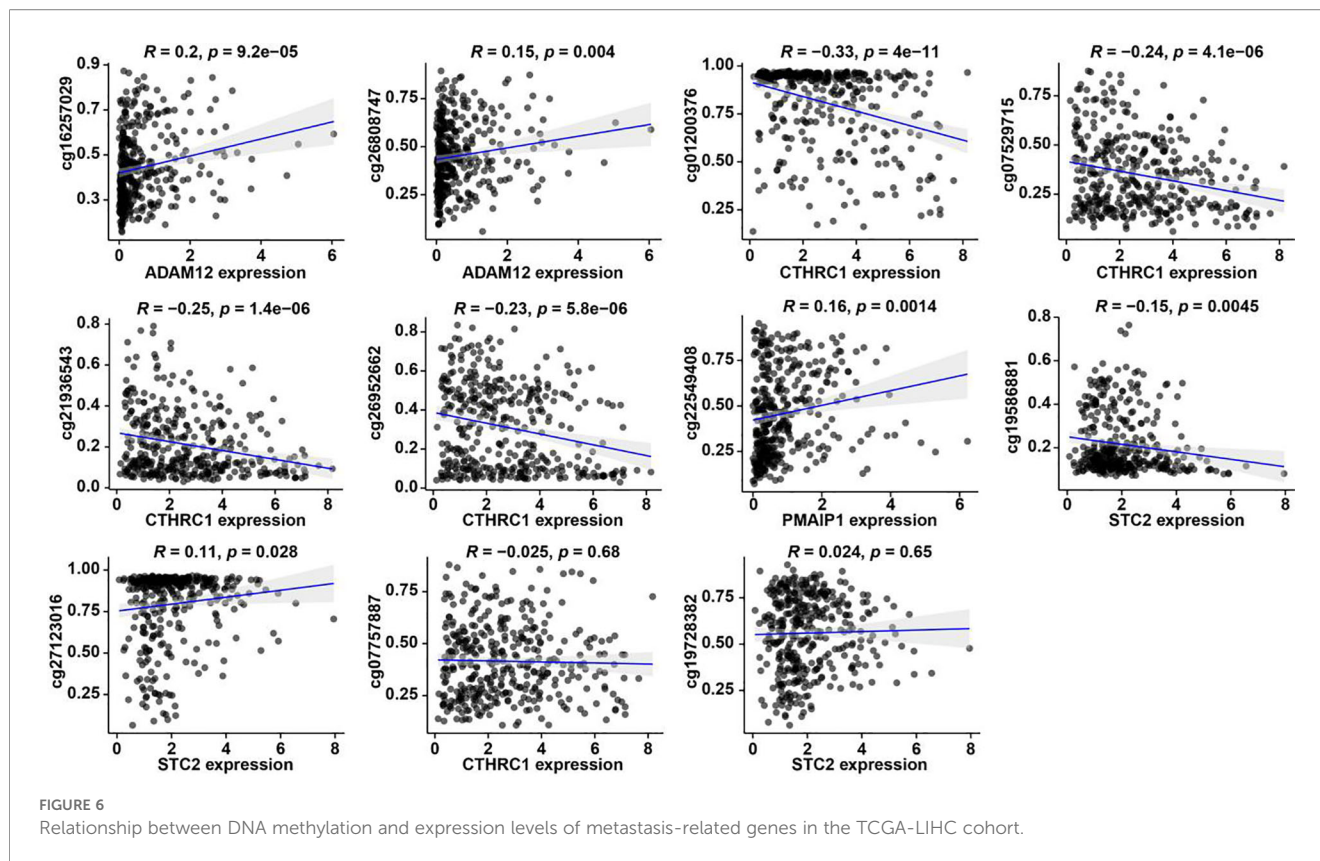 R = 0.2, p = 9.2e−05
cg16257029
0.9
0.7
0.5
0.3
0 2 4 6
ADAM12 expression
R = 0.15, p = 0.004
cg26808747
0.75
0.50
0.25
0 2 4 6
ADAM12 expression
R = −0.33, p = 4e−11
cg01200376
1.00
0.75
0.50
0.25
0 2 4 6 8
CTHRC1 expression
R = −0.24, p = 4.1e−06
cg07529715
0.75
0.50
0.25
0 2 4 6 8
CTHRC1 expression
R = −0.25, p = 1.4e−06
cg21936543
0.8
0.6
0.4
0.2
0.0
0 2 4 6 8
CTHRC1 expression
R = −0.23, p = 5.8e−06
cg26952662
0.8
0.6
0.4
0.2
0.0
0 2 4 6 8
CTHRC1 expression
R = 0.16, p = 0.0014
cg22549408
0.75
0.50
0.25
0 2 4 6
PMAIP1 expression
R = −0.15, p = 0.0045
cg19586881
0.8
0.6
0.4
0.2
0 2 4 6 8
STC2 expression
R = 0.11, p = 0.028
cg27123016
1.00
0.75
0.50
0.25
0 2 4 6 8
STC2 expression
R = −0.025, p = 0.68
cg07757887
0.75
0.50
0.25
0 2 4 6 8
CTHRC1 expression
R = 0.024, p = 0.65
cg19728382
0.75
0.50
0.25
0 2 4 6 8
STC2 expression
FIGURE 6
Relationship between DNA methylation and expression levels of metastasis-related genes in the TCGA-LIHC cohort.